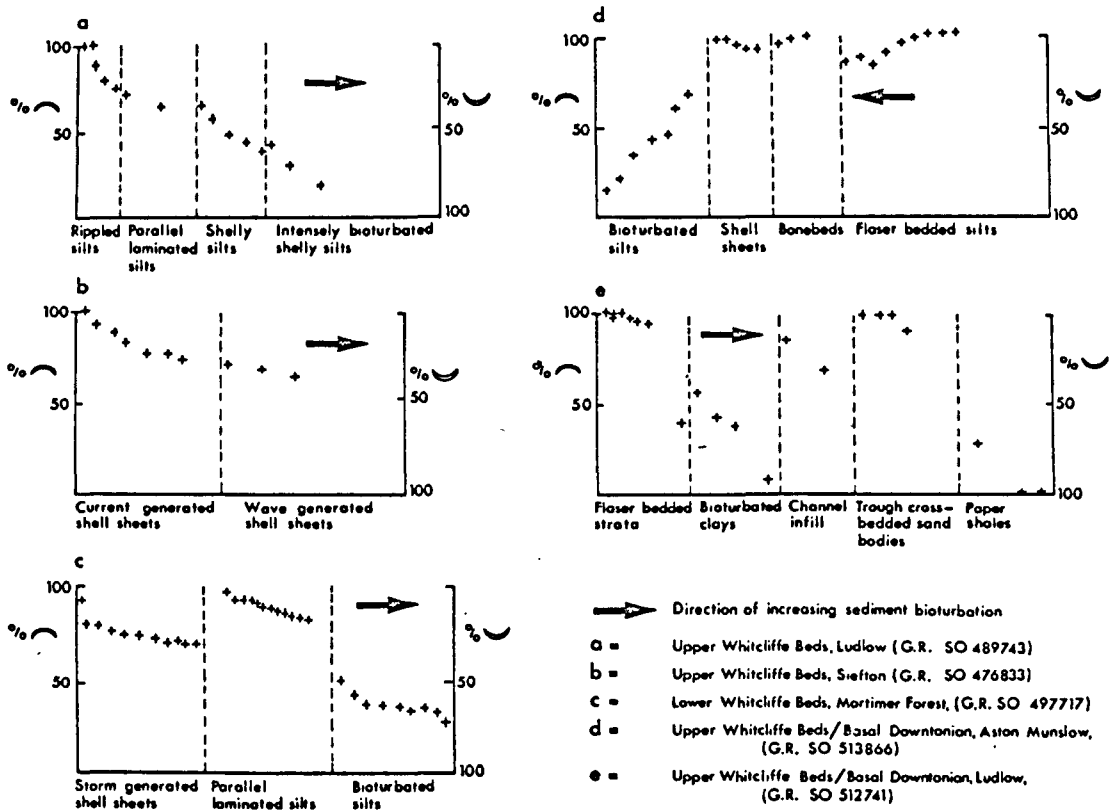 a
100
50
%
%
50
100
Rippled silts
Parallel laminated silts
Shelly silts
Intensely bioturbated shelly silts
b
100
50
%
%
50
100
Current generated shell sheets
Wave generated shell sheets
c
100
50
%
%
50
100
Storm generated shell sheets
Parallel laminated silts
Bioturbated silts
d
100
50
%
%
50
100
Bioturbated silts
Shell sheets
Bonebeds
Flaser bedded silts
e
100
50
%
%
50
100
Flaser bedded strata
Bioturbated clays
Channel infill
Trough cross-bedded sand bodies
Paper shales
Direction of increasing sediment bioturbation
a = Upper Whitcliffe Beds, Ludlow (G.R. SO 489743)
b = Upper Whitcliffe Beds, Siefton (G.R. SO 476833)
c = Lower Whitcliffe Beds, Mortimer Forest, (G.R. SO 497717)
d = Upper Whitcliffe Beds/Basal Downtonian, Aston Munslow,
(G.R. SO 513866)
e = Upper Whitcliffe Beds/Basal Downtonian, Ludlow,
(G.R. SO 512741)